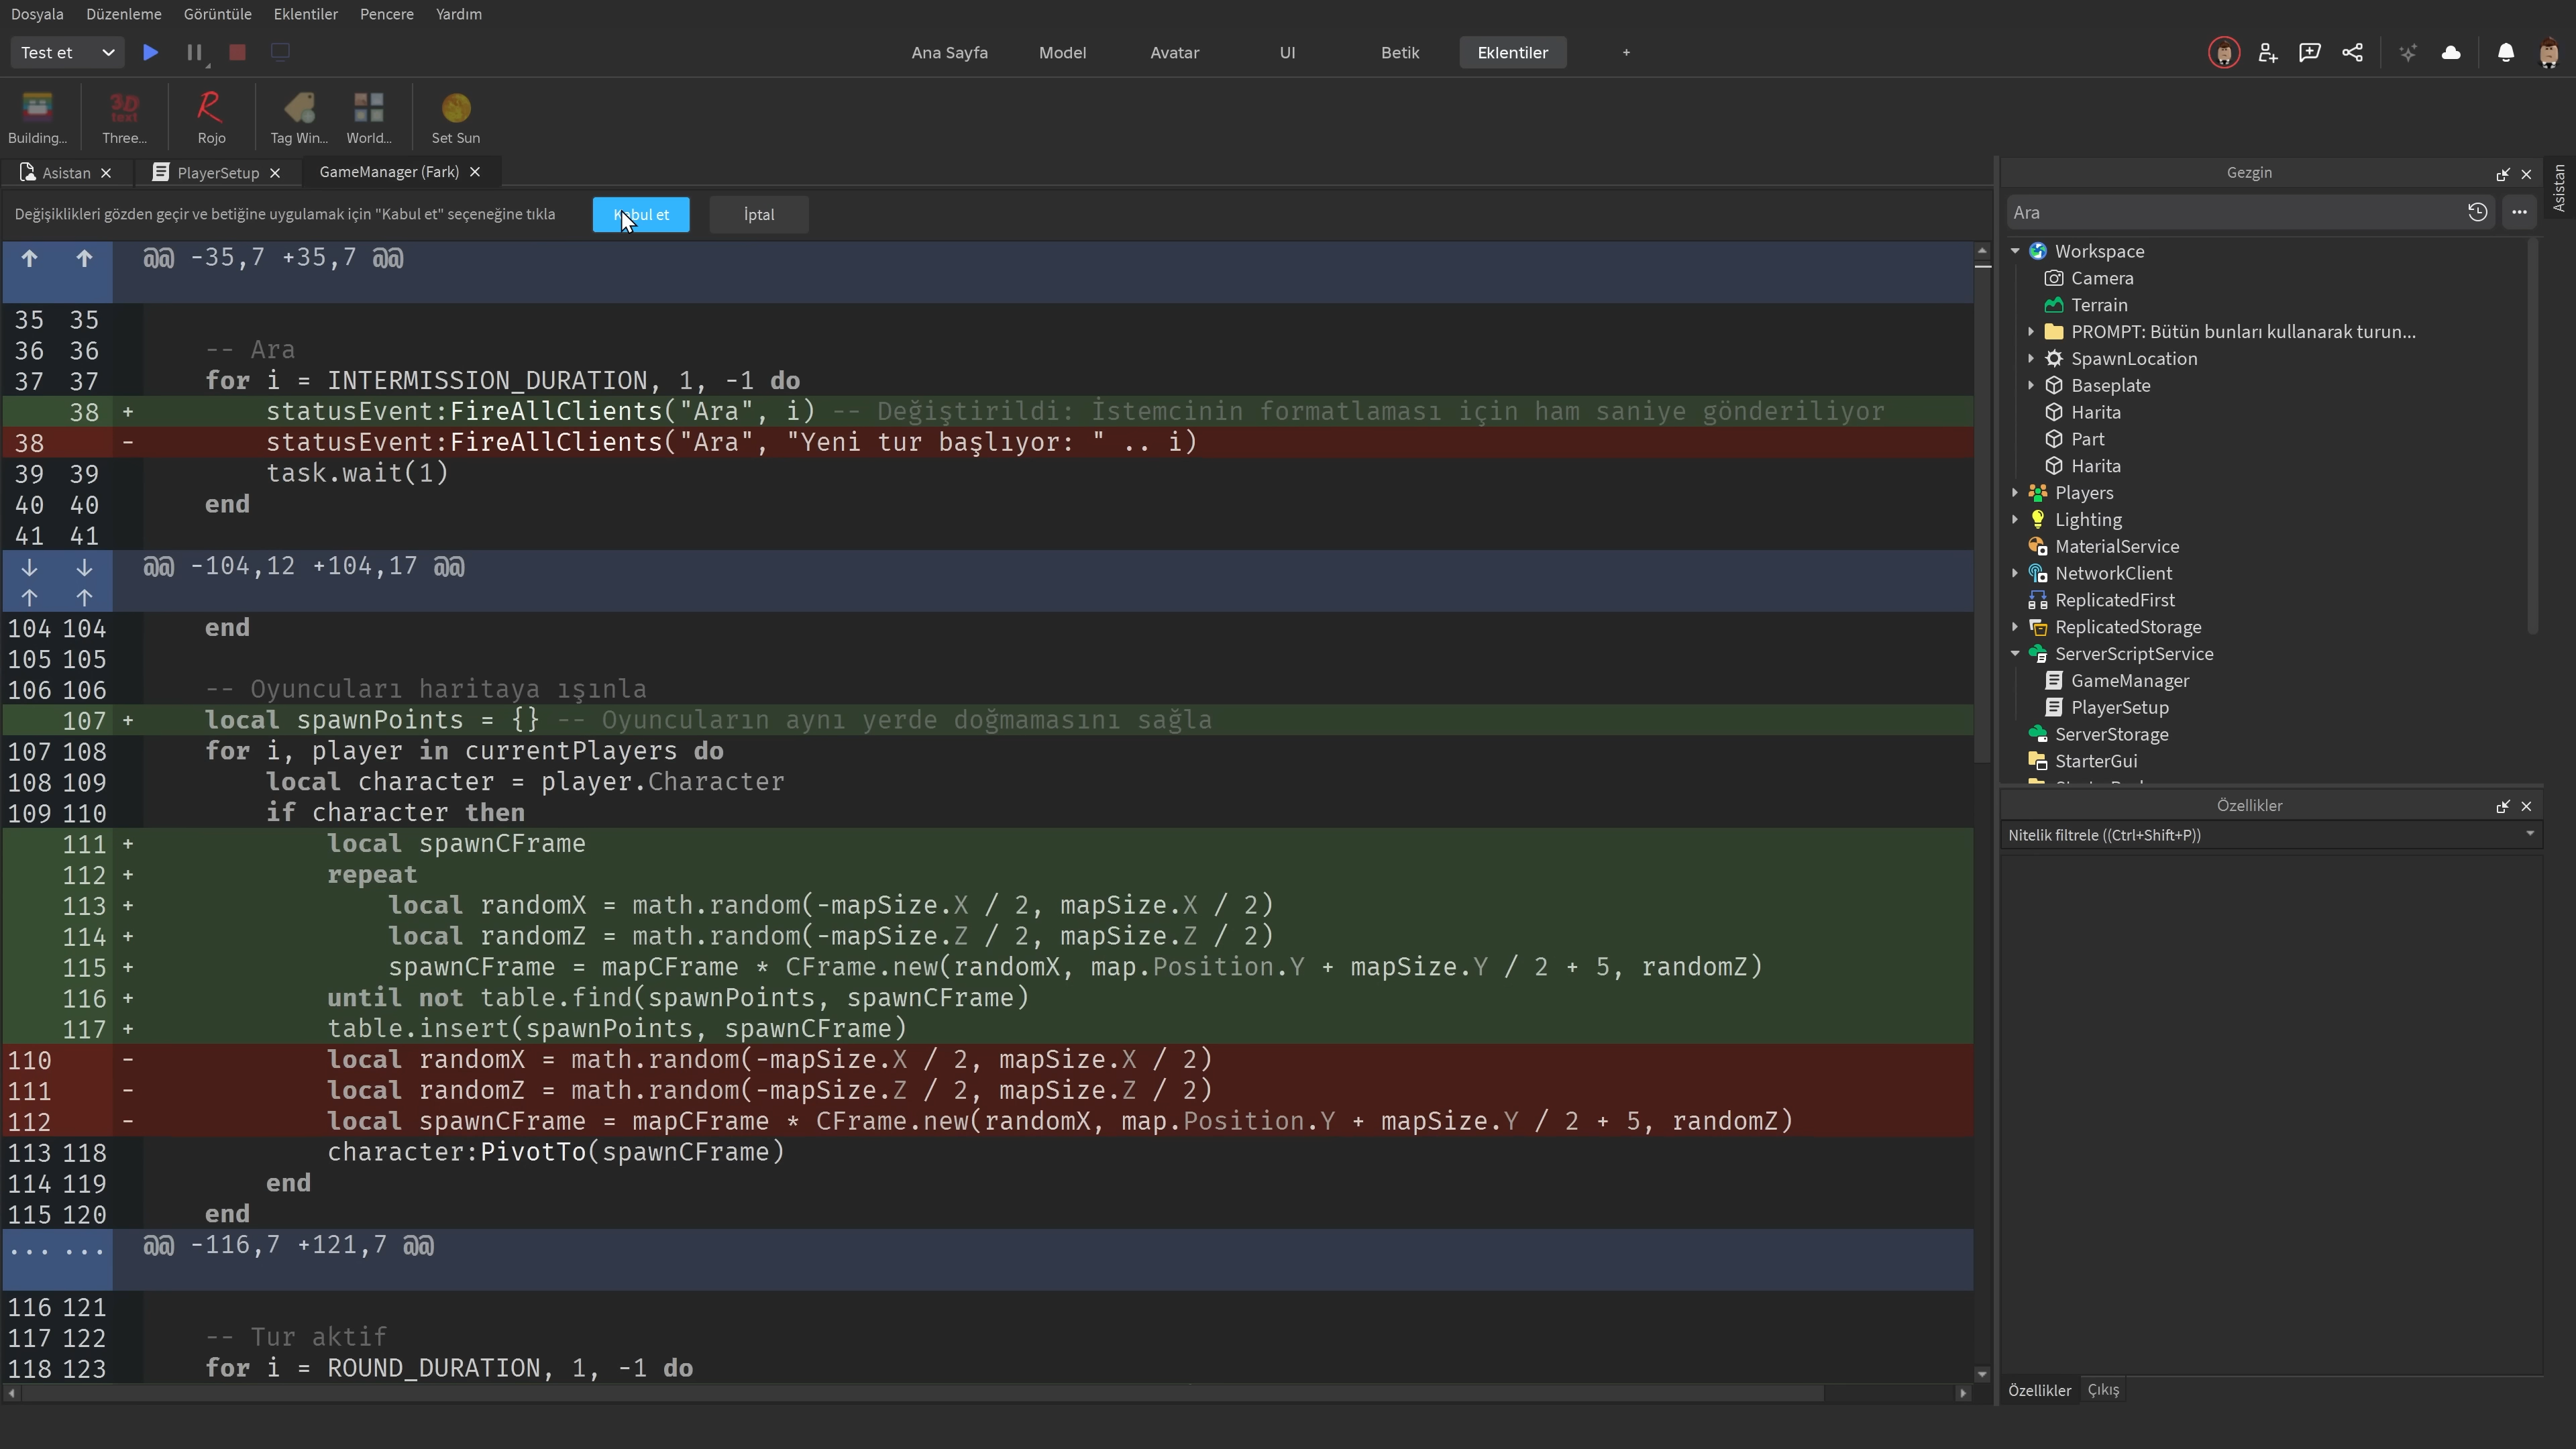 Dosyala Düzenleme Görüntüle Eklentiler Pencere Yardım
Test et
Ana Sayfa Model Avatar UI Betik Eklentiler +
Building... Three... Rojo Tag Win... World... Set Sun
Asistan PlayerSetup GameManager (Fark)
Değişiklikleri gözden geçir ve betiğine uygulamak için "Kabul et" seçeneğine tıkla
İptal
@@ -35,7 +35,7 @@
35 35
36 36 -- Ara
37 37 for i = INTERMISSION_DURATION, 1, -1 do
38 + statusEvent:FireAllClients("Ara", i) -- Değiştirildi: İstemcinin formatlaması için ham saniye gönderiliyor
38 - statusEvent:FireAllClients("Ara", "Yeni tur başlıyor: " .. i)
39 39 task.wait(1)
40 40 end
41 41
@@ -104,12 +104,17 @@
104 104 end
105 105
106 106 -- Oyuncuları haritaya ışınla
107 + local spawnPoints = {} -- Oyuncuların aynı yerde doğmamasını sağla
107 108 for i, player in currentPlayers do
108 109 local character = player.Character
109 110 if character then
111 + local spawnCFrame
112 + repeat
113 + local randomX = math.random(-mapSize.X / 2, mapSize.X / 2)
114 + local randomZ = math.random(-mapSize.Z / 2, mapSize.Z / 2)
115 + spawnCFrame = mapCFrame * CFrame.new(randomX, map.Position.Y + mapSize.Y / 2 + 5, randomZ)
116 + until not table.find(spawnPoints, spawnCFrame)
117 + table.insert(spawnPoints, spawnCFrame)
110 - local randomX = math.random(-mapSize.X / 2, mapSize.X / 2)
111 - local randomZ = math.random(-mapSize.Z / 2, mapSize.Z / 2)
112 - local spawnCFrame = mapCFrame * CFrame.new(randomX, map.Position.Y + mapSize.Y / 2 + 5, randomZ)
113 118 character:PivotTo(spawnCFrame)
114 119 end
115 120 end
... ... @@ -116,7 +121,7 @@
116 121
117 122 -- Tur aktif
118 123 for i = ROUND_DURATION, 1, -1 do
Gezgin
Asistan
Ara
Workspace
Camera
Terrain
PROMPT: Bütün bunları kullanarak turun...
SpawnLocation
Baseplate
Harita
Part
Harita
Players
Lighting
MaterialService
NetworkClient
ReplicatedFirst
ReplicatedStorage
ServerScriptService
GameManager
PlayerSetup
ServerStorage
StarterGui
Özellikler
Nitelik filtrele ((Ctrl+Shift+P))
Özellikler Çıkış